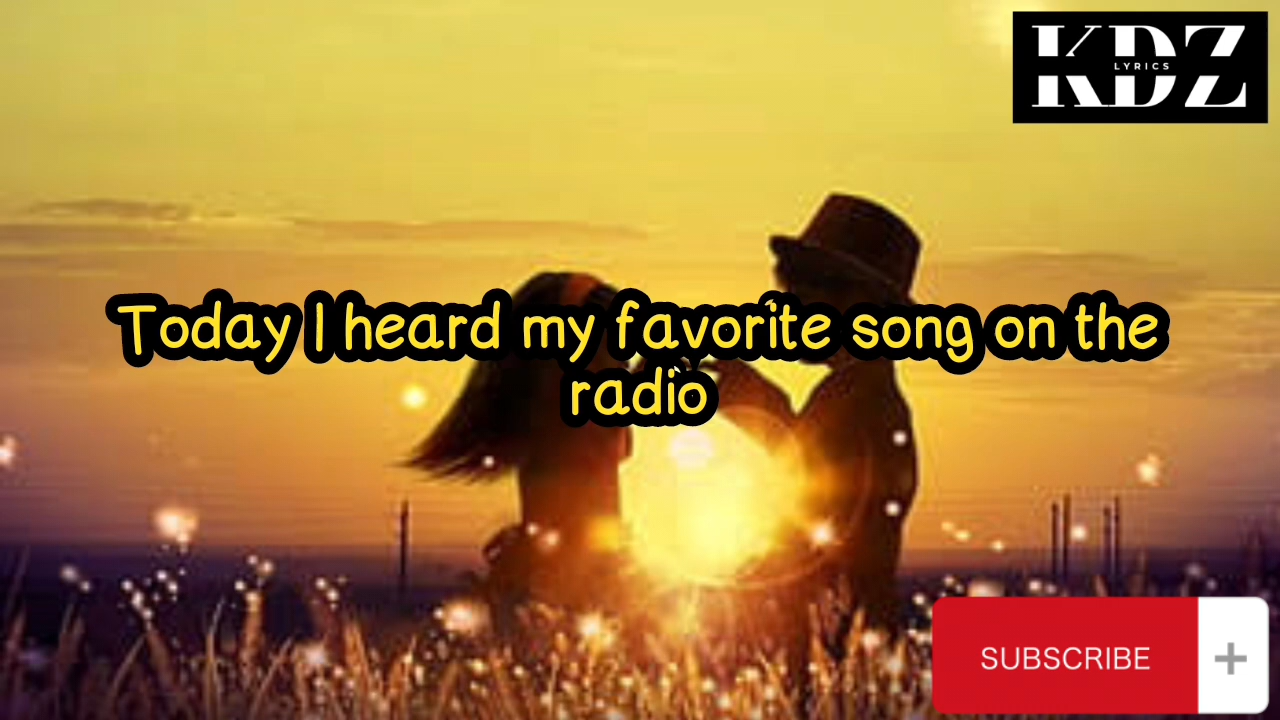 KDZ
LYRICS
Today I heard my favorite song on the
radio
SUBSCRIBE +